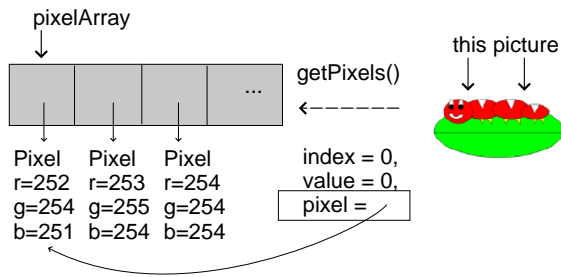 pixelArray
this picture
getPixels()
...
Pixel Pixel Pixel
r=252 r=253 r=254
g=254 g=255 g=254
b=251 b=254 b=254
index = 0,
value = 0,
pixel =